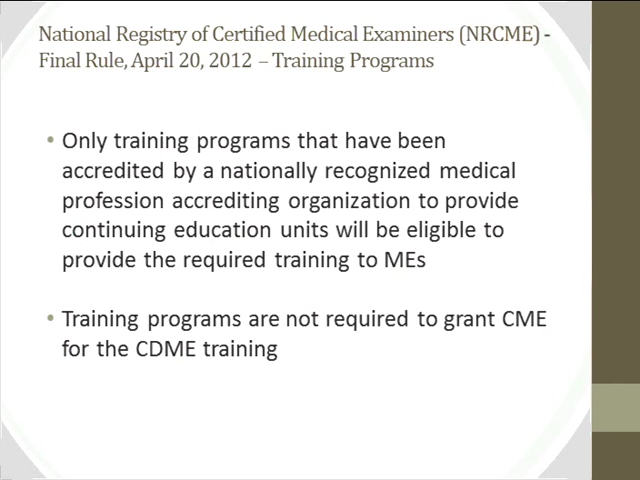 National Registry of Certified Medical Examiners (NRCME) -
Final Rule, April 20, 2012 – Training Programs
• Only training programs that have been
accredited by a nationally recognized medical
profession accrediting organization to provide
continuing education units will be eligible to
provide the required training to MEs
• Training programs are not required to grant CME
for the CDME training